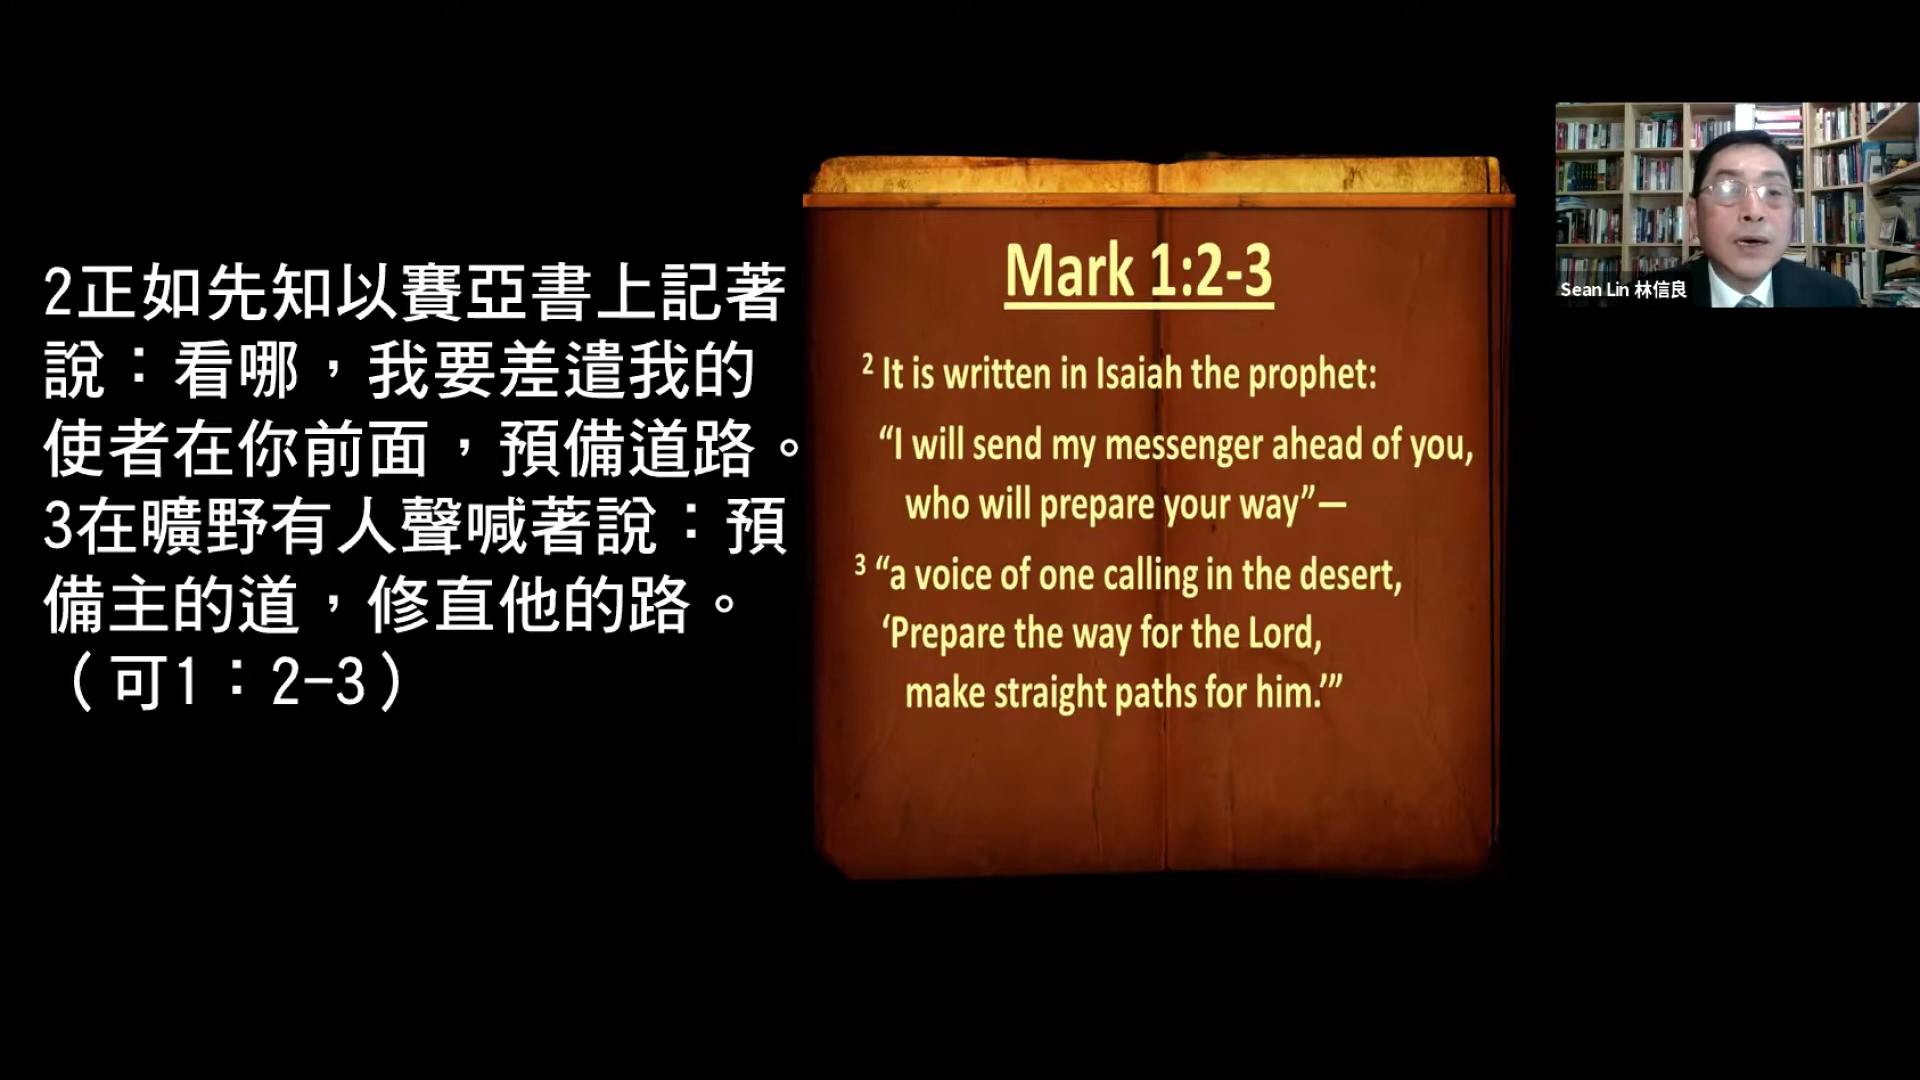 2正如先知以賽亞書上記著
說：看哪，我要差遣我的
使者在你前面，預備道路。
3在曠野有人聲喊著說：預
備主的道，修直他的路。
（可1：2-3）
Mark 1:2-3
² It is written in Isaiah the prophet:
“I will send my messenger ahead of you,
who will prepare your way”—
³ “a voice of one calling in the desert,
‘Prepare the way for the Lord,
make straight paths for him.’”
Sean Lin 林信良